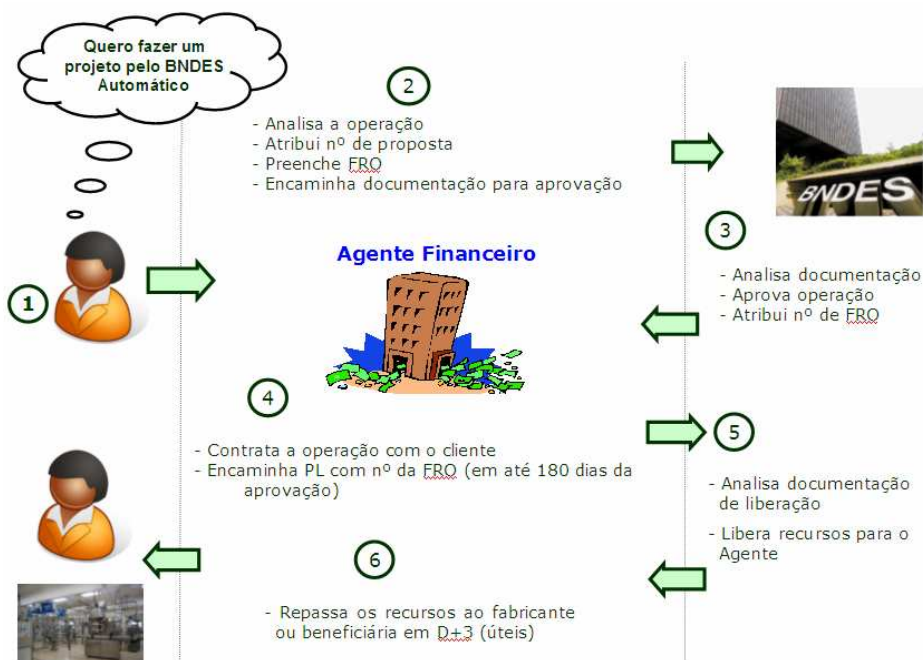 Quero fazer um
projeto pelo BNDES
Automático
2
- Analisa a operação
- Atribui nº de proposta
- Preenche FRO
- Encaminha documentação para aprovação
BNDES
3
- Analisa documentação
- Aprova operação
- Atribui nº de FRO
Agente Financeiro
1
4
- Contrata a operação com o cliente
- Encaminha PL com nº da FRO (em até 180 dias da
aprovação)
5
- Analisa documentação
de liberação
- Libera recursos para o
Agente
6
- Repassa os recursos ao fabricante
ou beneficiária em D+3 (úteis)